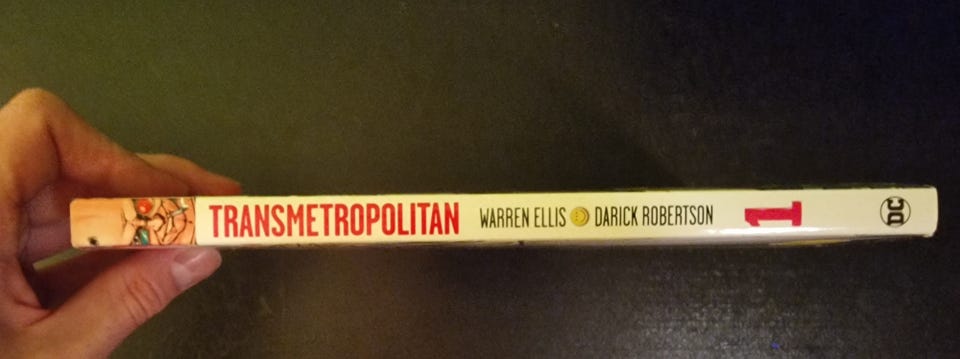 TRANSMETROPOLITAN WARREN ELLIS DARICK ROBERTSON 1 DC